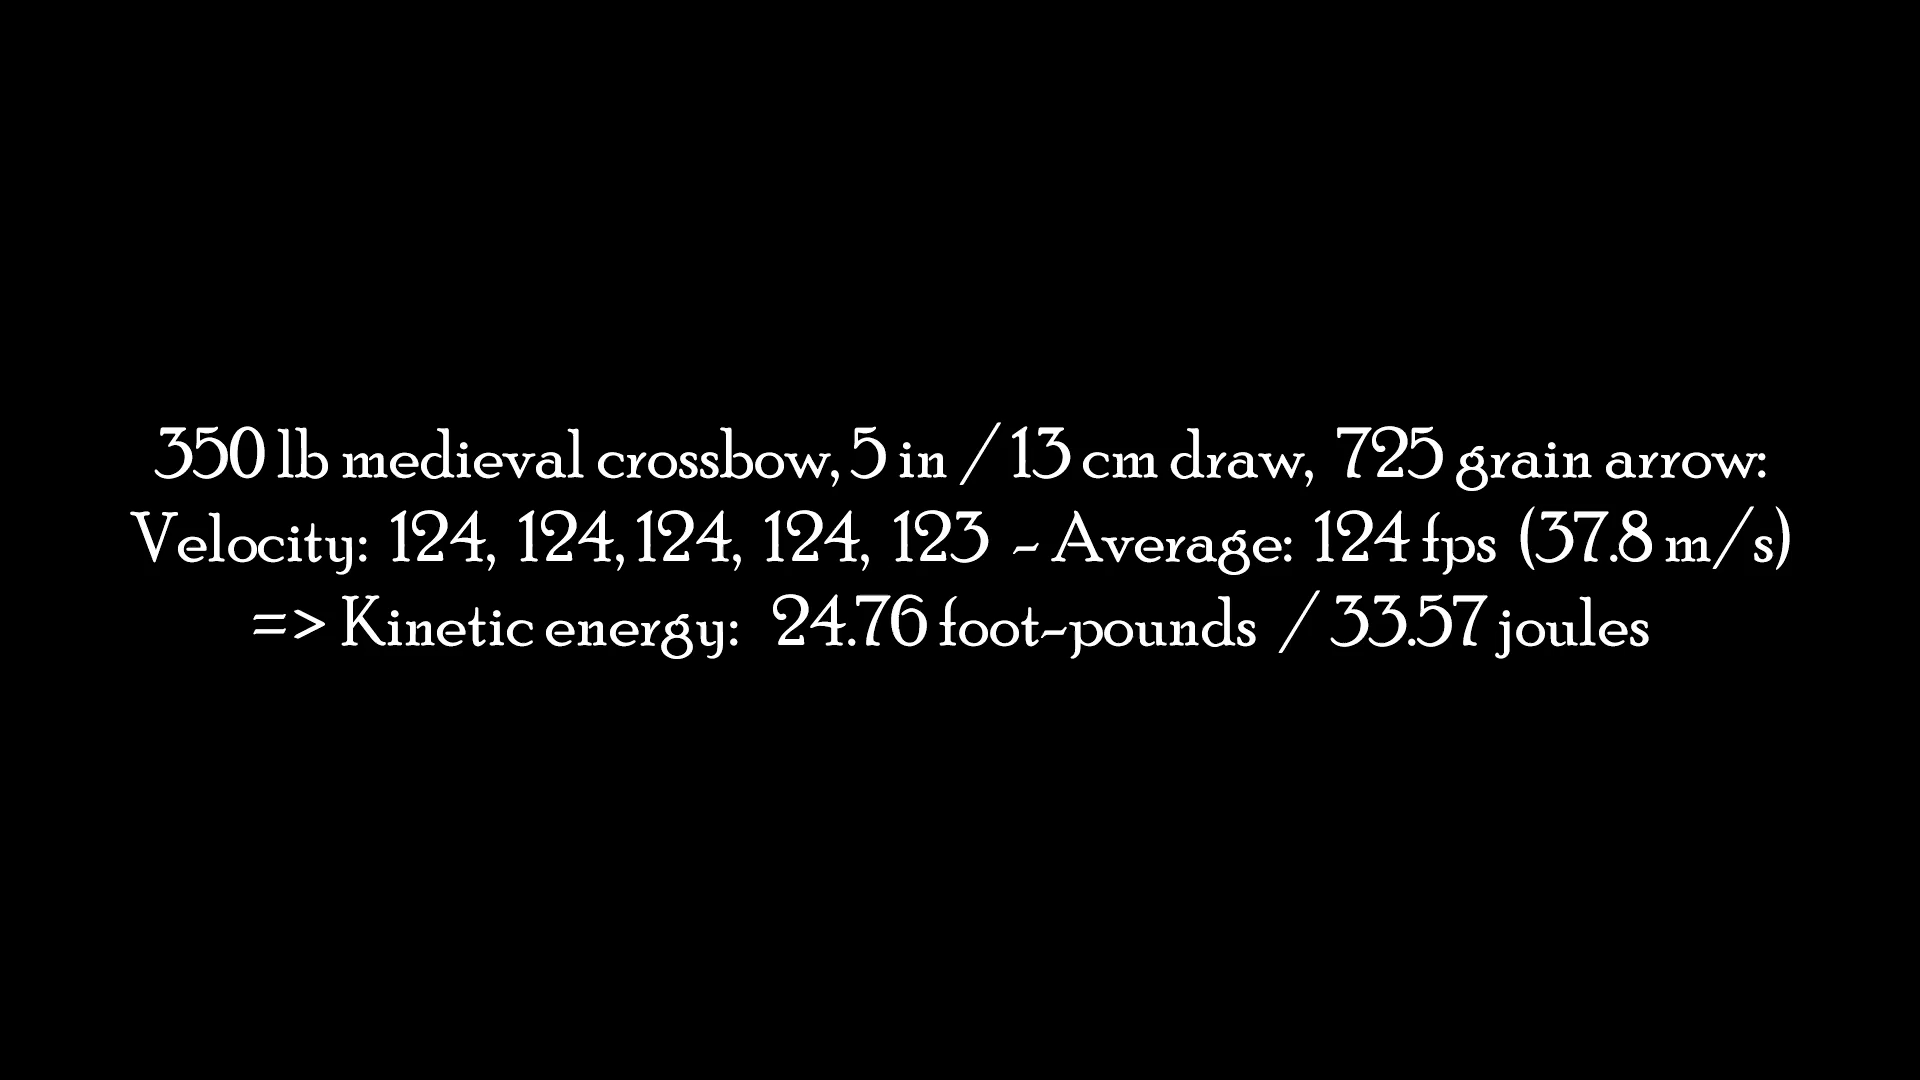 350 lb medieval crossbow, 5 in / 13 cm draw, 725 grain arrow:
Velocity: 124, 124, 124, 124, 123 - Average: 124 fps (37.8 m/s)
=> Kinetic energy: 24.76 foot-pounds / 33.57 joules